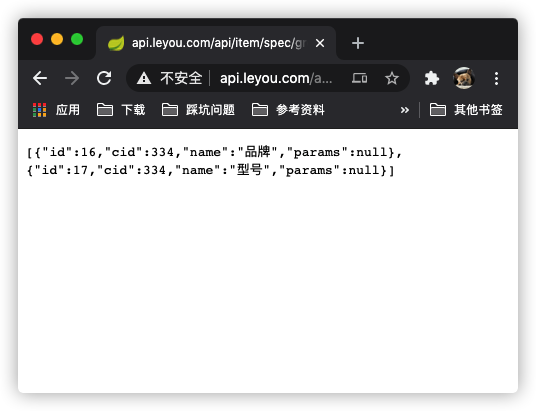 api.leyou.com/api/item/spec/gr
不安全 api.leyou.com/a...
应用 下载 踩坑问题 参考资料 » 其他书签
[{"id":16,"cid":334,"name":"品牌","params":null},
{"id":17,"cid":334,"name":"型号","params":null}]